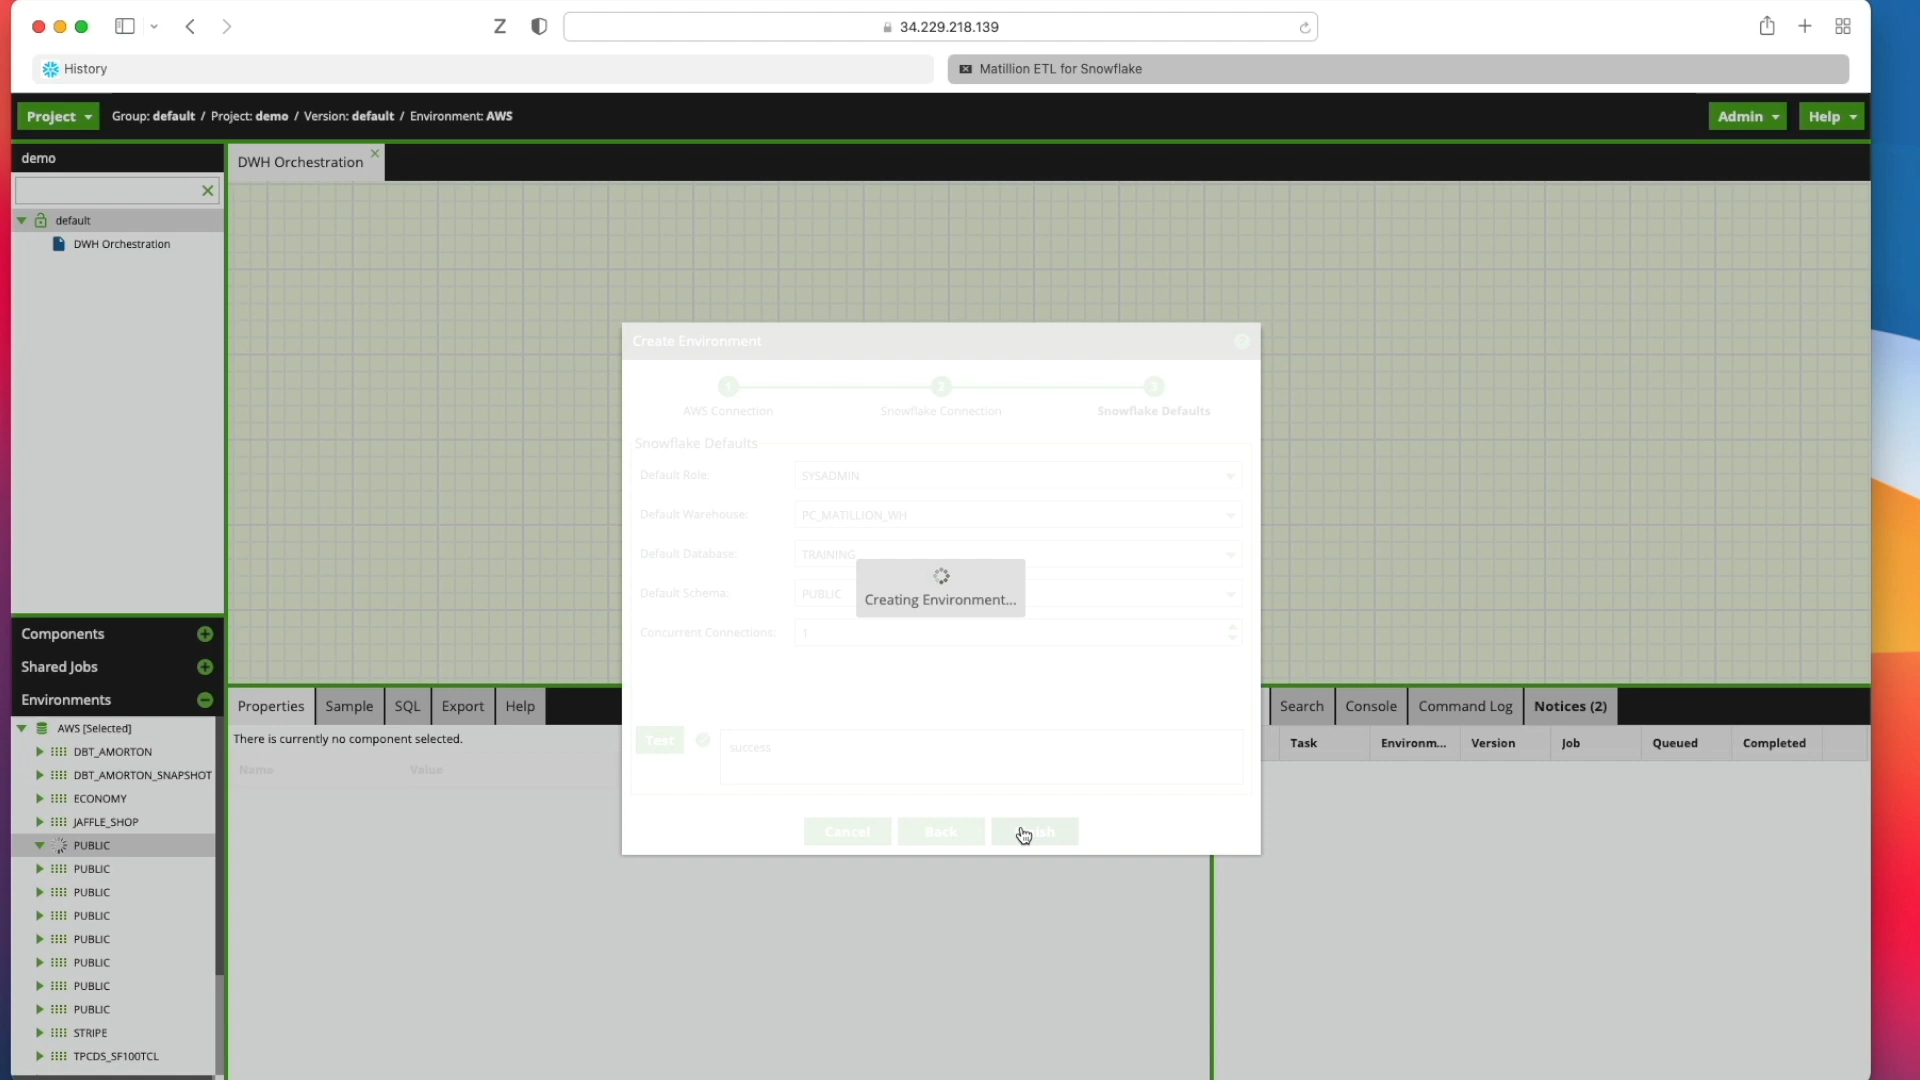 34.229.218.139
History
Matillion ETL for Snowflake
Project
Group: default / Project: demo / Version: default / Environment: AWS
Admin
Help
demo
DWH Orchestration
default
DWH Orchestration
Create Environment
1
2
3
AWS Connection
Snowflake Connection
Snowflake Defaults
Snowflake Defaults
Default Role:
SYSADMIN
Default Warehouse:
PC_MATILLION_WH
Default Database:
TRAINING
Default Schema:
PUBLIC
Creating Environment...
Concurrent Connections:
1
Test
success
Cancel
Back
Components
Shared Jobs
Environments
AWS [Selected]
DBT_AMORTON
DBT_AMORTON_SNAPSHOT
ECONOMY
JAFFLE_SHOP
PUBLIC
PUBLIC
PUBLIC
PUBLIC
PUBLIC
PUBLIC
PUBLIC
PUBLIC
STRIPE
TPCDS_SF100TCL
Properties
Sample
SQL
Export
Help
There is currently no component selected.
Name
Value
Search
Console
Command Log
Notices (2)
Task
Environm...
Version
Job
Queued
Completed